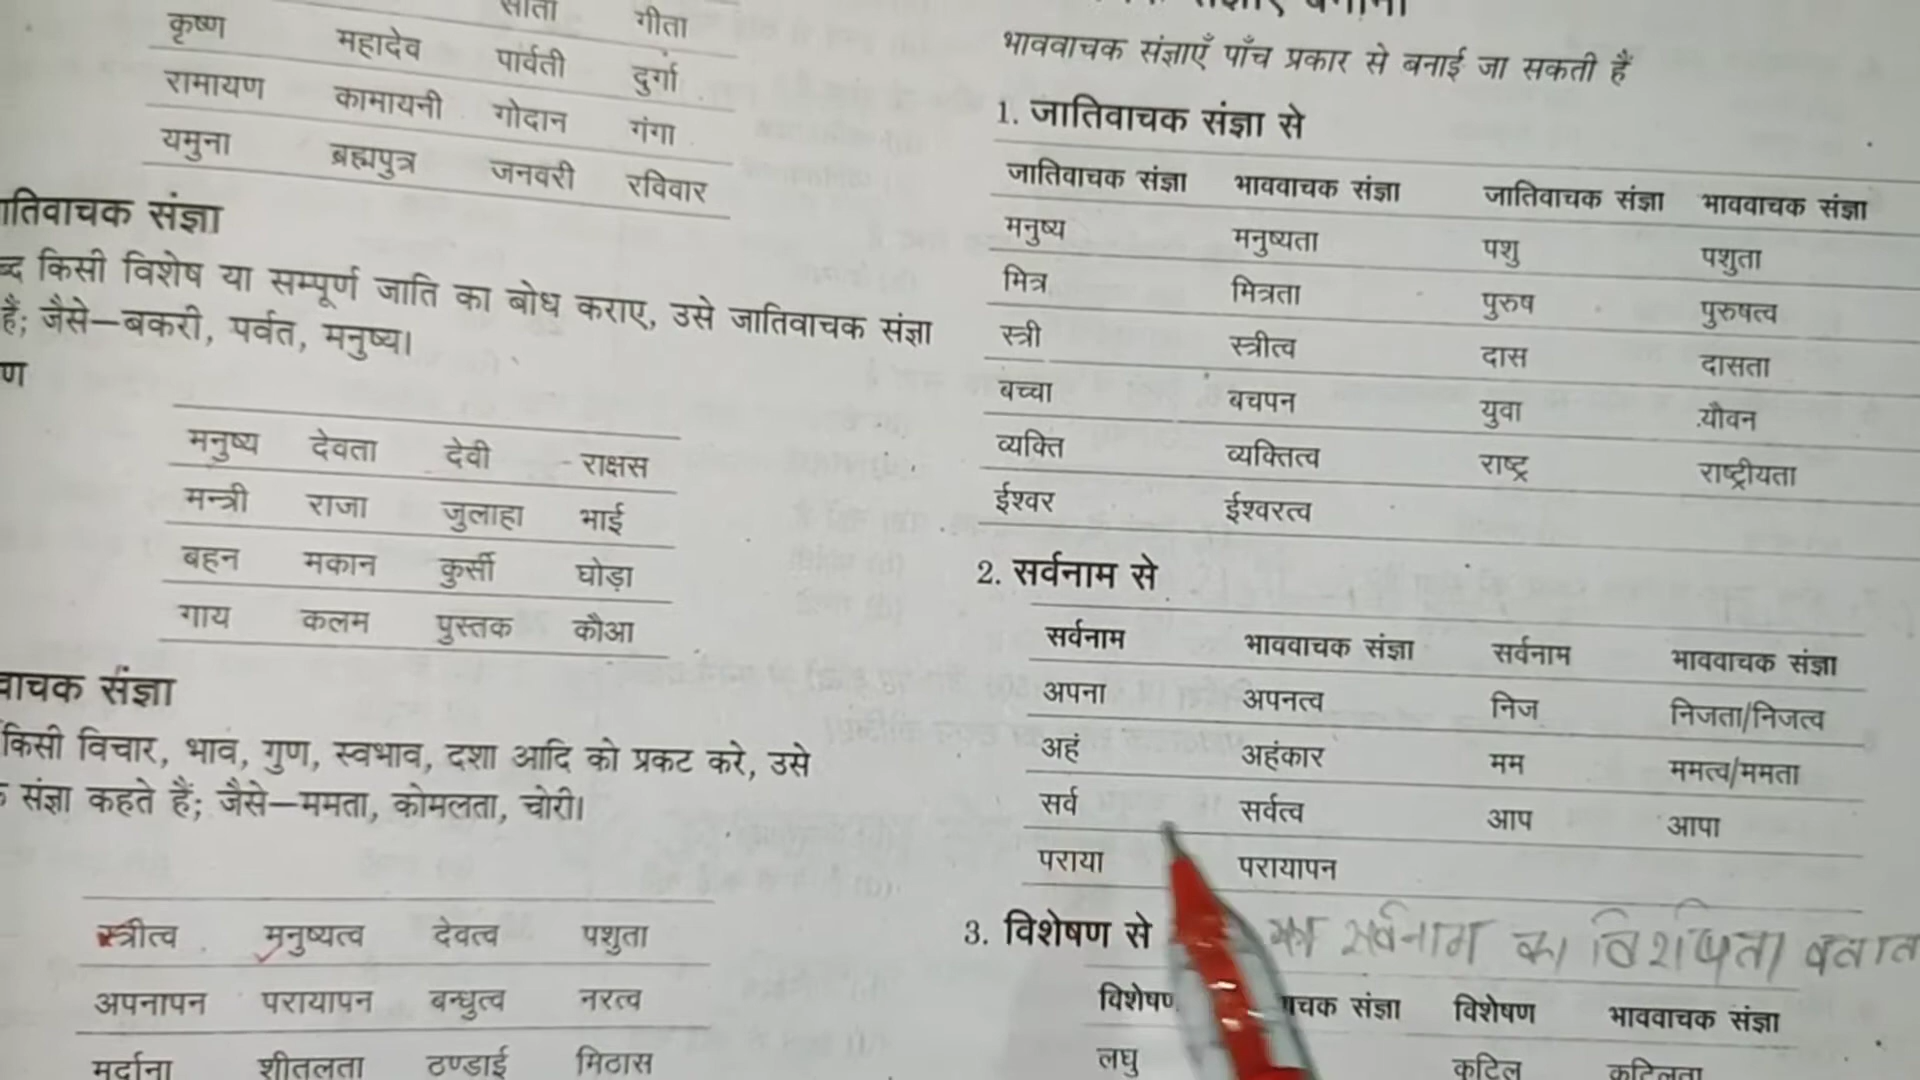 गीता
कृष्ण महादेव पार्वती दुर्गा
रामायण कामायनी गोदान गंगा
यमुना ब्रह्मपुत्र जनवरी रविवार
संज्ञा
किसी विशेष या सम्पूर्ण जाति का बोध कराए, उसे जातिवाचक संज्ञा
हैं; जैसे—बकरी, पर्वत, मनुष्य।
मनुष्य देवता देवी राक्षस
मन्त्री राजा जुलाहा भाई
बहन मकान कुर्सी घोड़ा
गाय कलम पुस्तक कौआ
संज्ञा
किसी विचार, भाव, गुण, स्वभाव, दशा आदि को प्रकट करे, उसे
संज्ञा कहते हैं; जैसे—ममता, कोमलता, चोरी।
स्त्रीत्व मनुष्यत्व देवत्व पशुता
अपनापन परायापन बन्धुत्व नरत्व
मर्दाना शीतलता ठण्डाई मिठास
भाववाचक संज्ञाएँ पाँच प्रकार से बनाई जा सकती हैं
1. जातिवाचक संज्ञा से
जातिवाचक संज्ञा भाववाचक संज्ञा जातिवाचक संज्ञा भाववाचक संज्ञा
मनुष्य मनुष्यता पशु पशुता
मित्र मित्रता पुरुष पुरुषत्व
स्त्री स्त्रीत्व दास दासता
बच्चा बचपन युवा यौवन
व्यक्ति व्यक्तित्व राष्ट्र राष्ट्रीयता
ईश्वर ईश्वरत्व
2. सर्वनाम से
सर्वनाम भाववाचक संज्ञा सर्वनाम भाववाचक संज्ञा
अपना अपनत्व निज निजता/निजत्व
अहं अहंकार मम ममत्व/ममता
सर्व सर्वत्व आप आपा
पराया परायापन
3. विशेषण से सर्वनाम
विशेषण संज्ञा विशेषण भाववाचक संज्ञा
लघु कुटिल कुटिलता